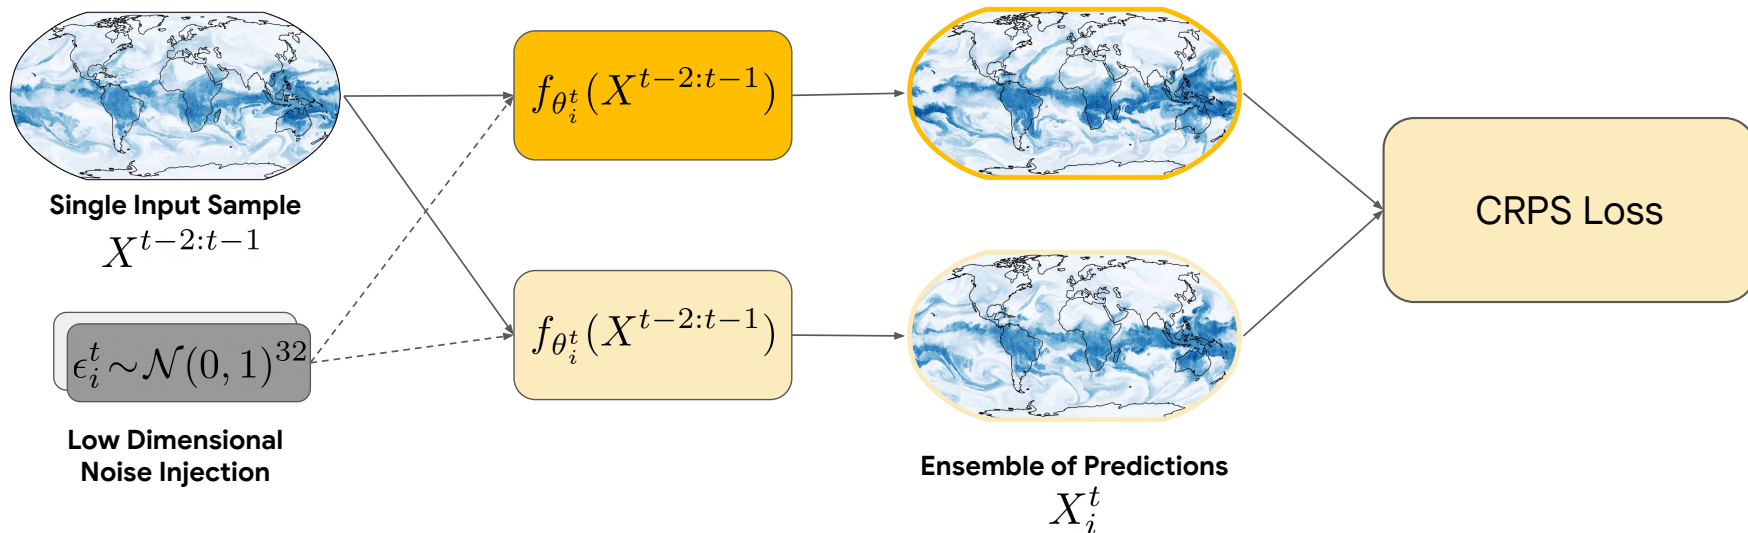 Single Input Sample
X^{t-2:t-1}
ϵ_i^t ∼ 𝒩(0, 1)^{32}
Low Dimensional
Noise Injection
f_{θ_i^t}(X^{t-2:t-1})
f_{θ_i^t}(X^{t-2:t-1})
Ensemble of Predictions
X_i^t
CRPS Loss